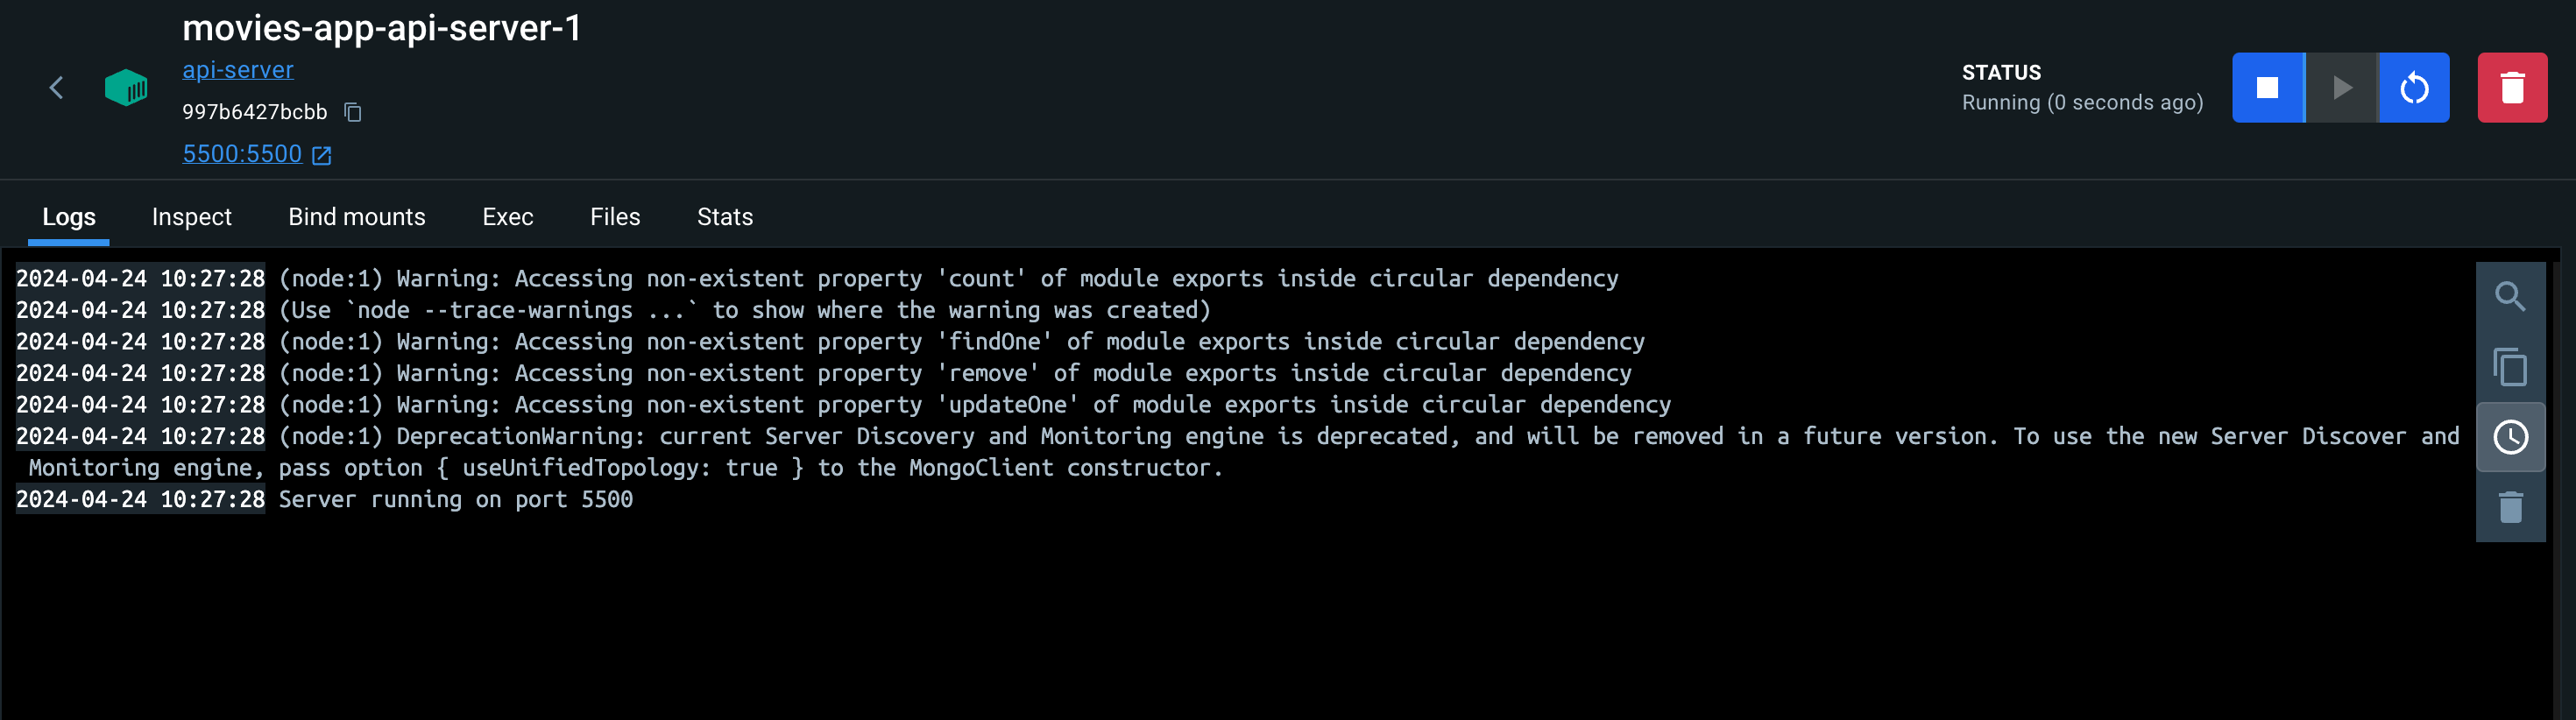 movies-app-api-server-1
api-server
997b6427bcbb
5500:5500
STATUS
Running (0 seconds ago)
Logs Inspect Bind mounts Exec Files Stats
2024-04-24 10:27:28 (node:1) Warning: Accessing non-existent property 'count' of module exports inside circular dependency
2024-04-24 10:27:28 (Use `node --trace-warnings ...` to show where the warning was created)
2024-04-24 10:27:28 (node:1) Warning: Accessing non-existent property 'findOne' of module exports inside circular dependency
2024-04-24 10:27:28 (node:1) Warning: Accessing non-existent property 'remove' of module exports inside circular dependency
2024-04-24 10:27:28 (node:1) Warning: Accessing non-existent property 'updateOne' of module exports inside circular dependency
2024-04-24 10:27:28 (node:1) DeprecationWarning: current Server Discovery and Monitoring engine is deprecated, and will be removed in a future version. To use the new Server Discover and
Monitoring engine, pass option { useUnifiedTopology: true } to the MongoClient constructor.
2024-04-24 10:27:28 Server running on port 5500